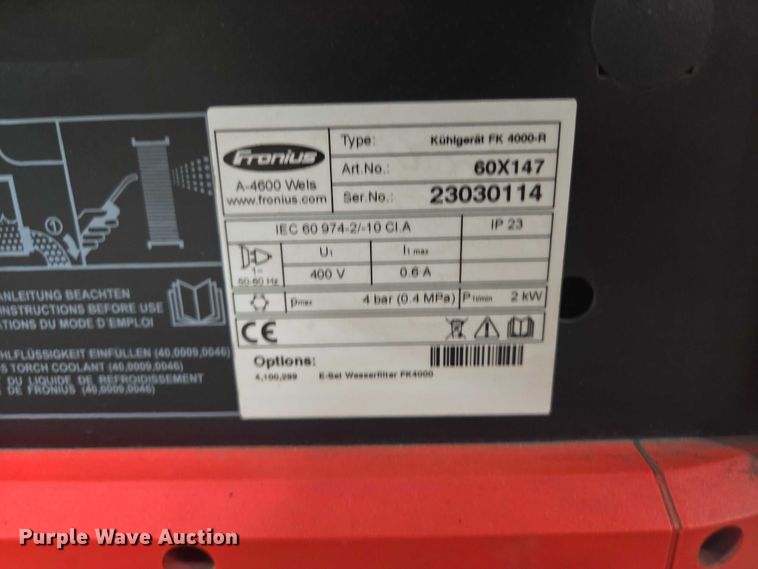 Fronius
A-4600 Wels
www.fronius.com
Type: Kühlgerät FK 4000-R
Art.No.: 60X147
Ser.No.: 23030114
IEC 60 974-2/-10 Cl.A IP 23
U1 I1 max
1~
50-60 Hz 400 V 0.6 A
pmax 4 bar (0.4 MPa) P 1l/min 2 kW
CE
Options:
4,100,299 E-Set Wasserfilter FK4000
1
ANLEITUNG BEACHTEN
INSTRUCTIONS BEFORE USE
ATIONS DU MODE D'EMPLOI
HLFLÜSSIGKEIT EINFÜLLEN (40,0009,0046)
S TORCH COOLANT (40,0009,0046)
DU LIQUIDE DE REFROIDISSEMENT
E DE FRONIUS (40,0009,0046)
Purple Wave Auction